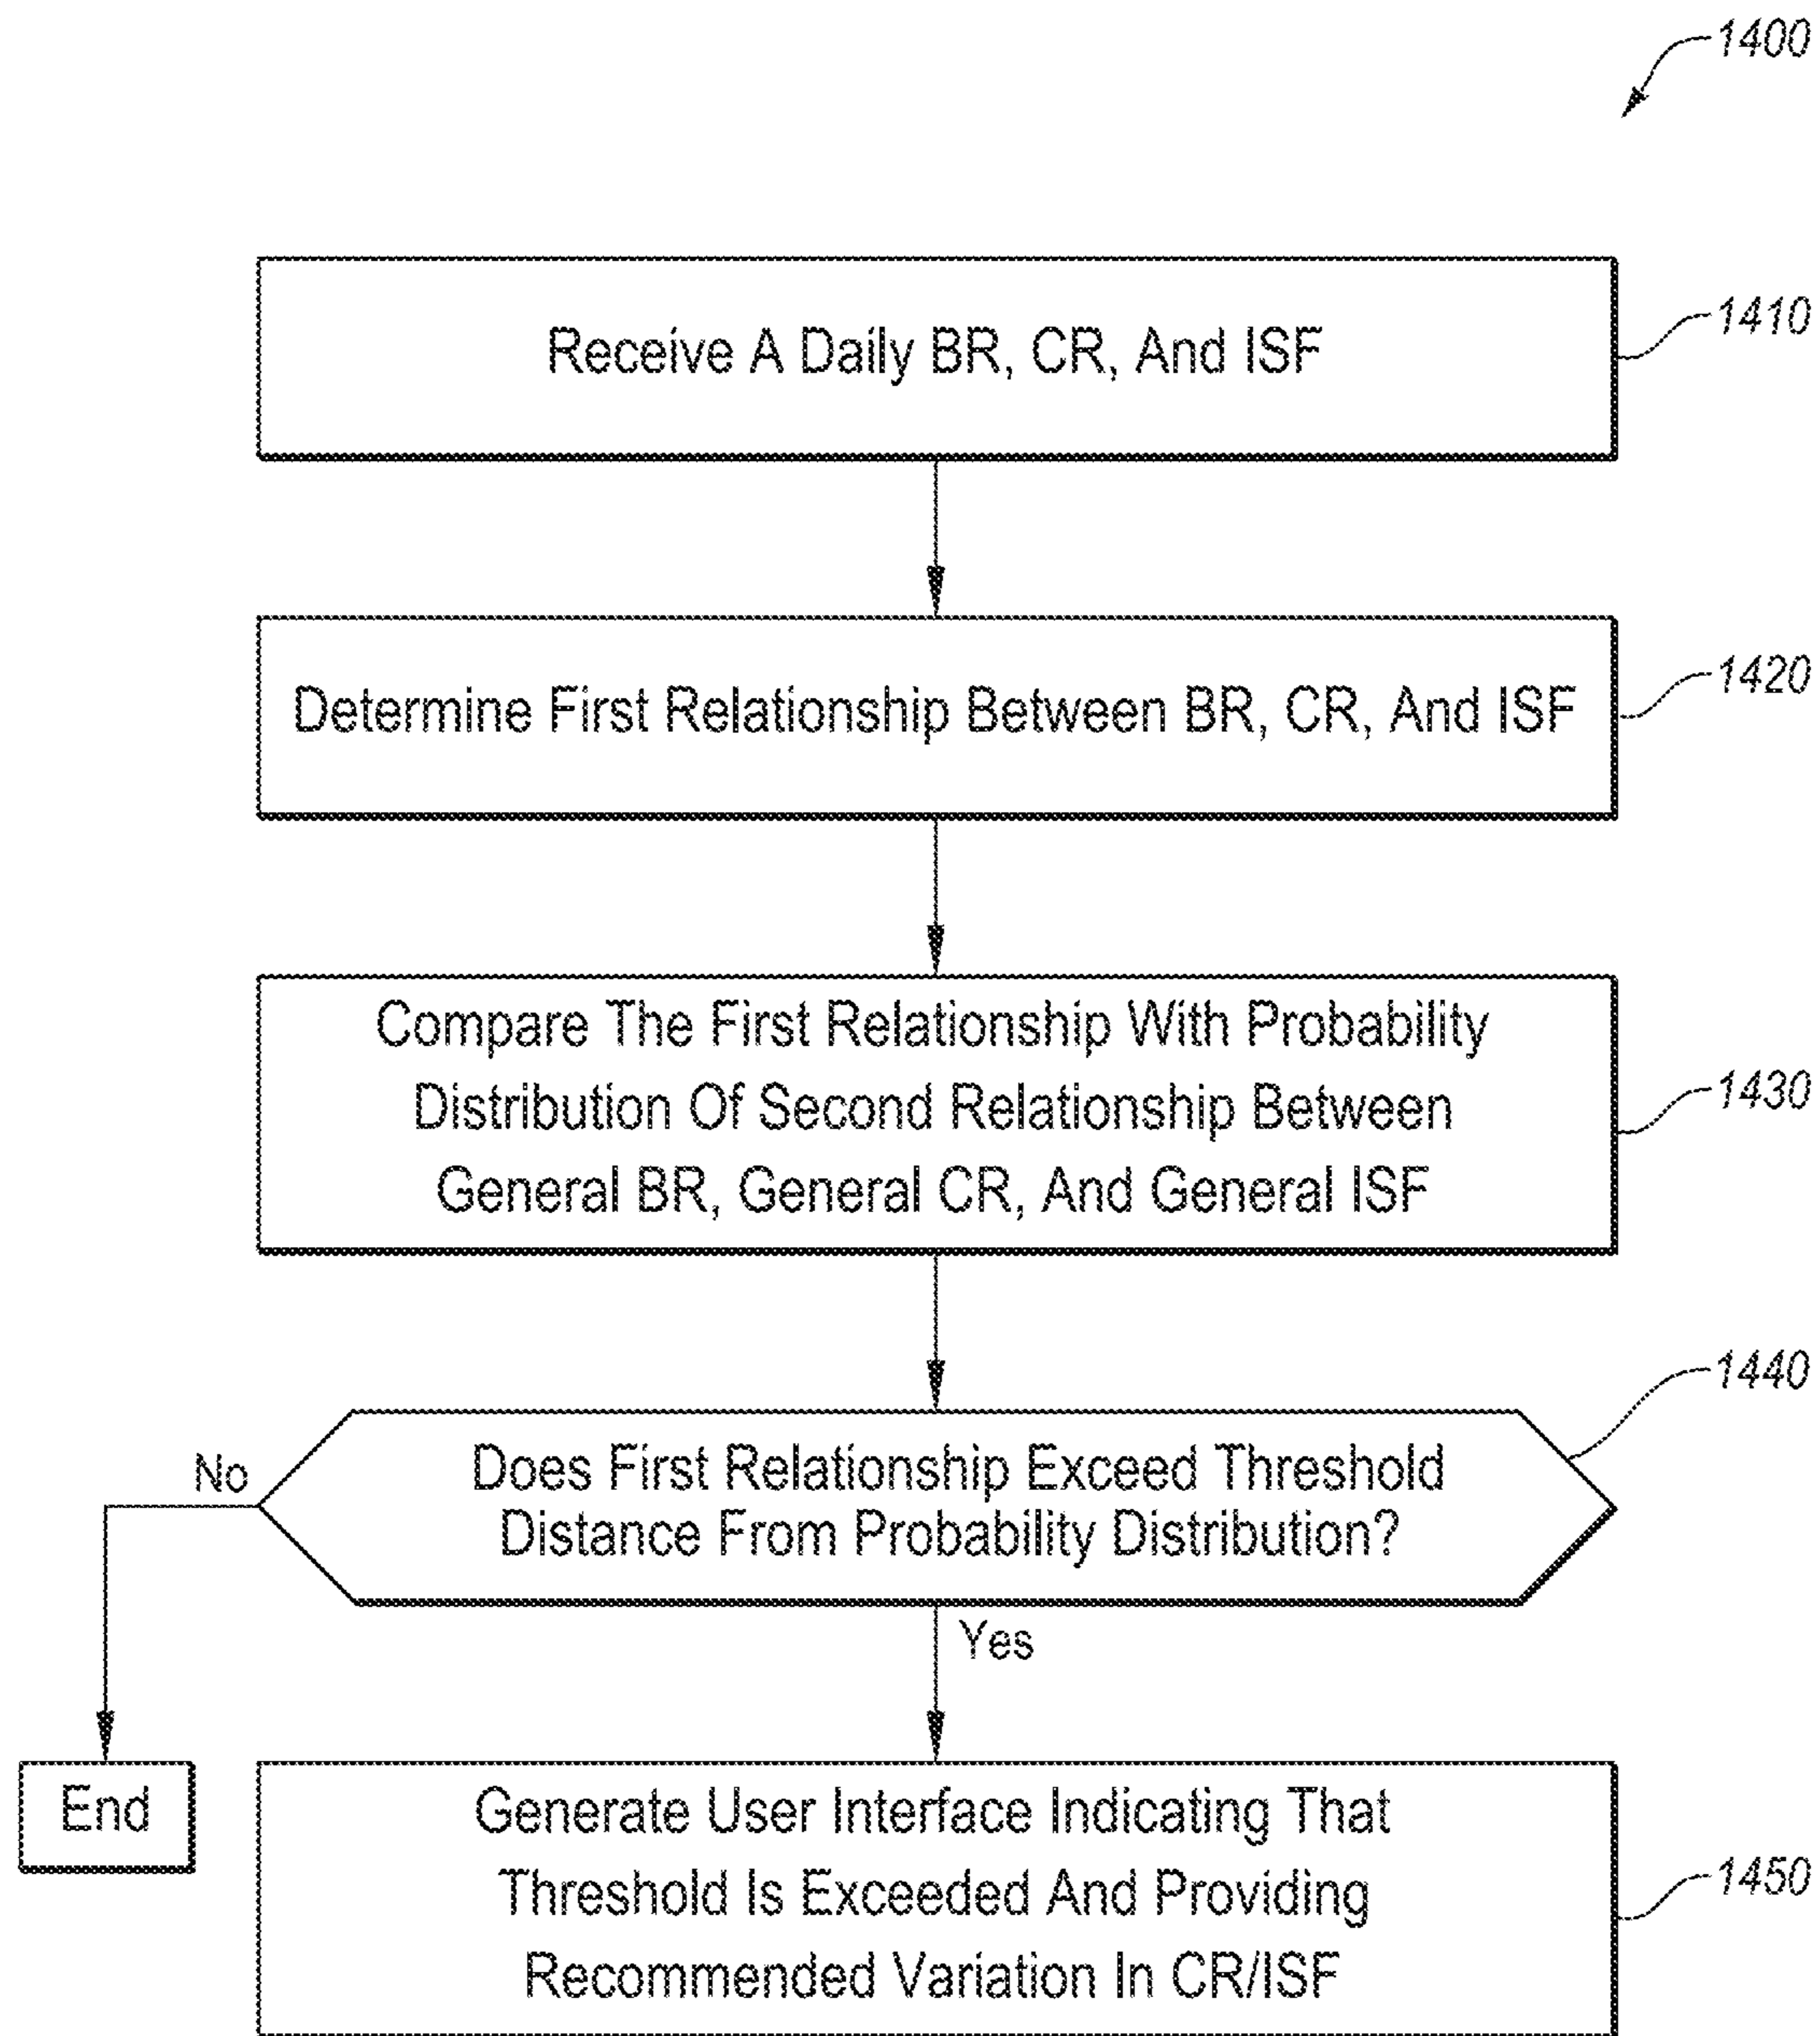 1400
Receive A Daily BR, CR, And ISF
1410
Determine First Relationship Between BR, CR, And ISF
1420
Compare The First Relationship With Probability
Distribution Of Second Relationship Between
General BR, General CR, And General ISF
1430
1440
No
Does First Relationship Exceed Threshold
Distance From Probability Distribution?
Yes
End
Generate User Interface Indicating That
Threshold Is Exceeded And Providing
Recommended Variation In CR/ISF
1450